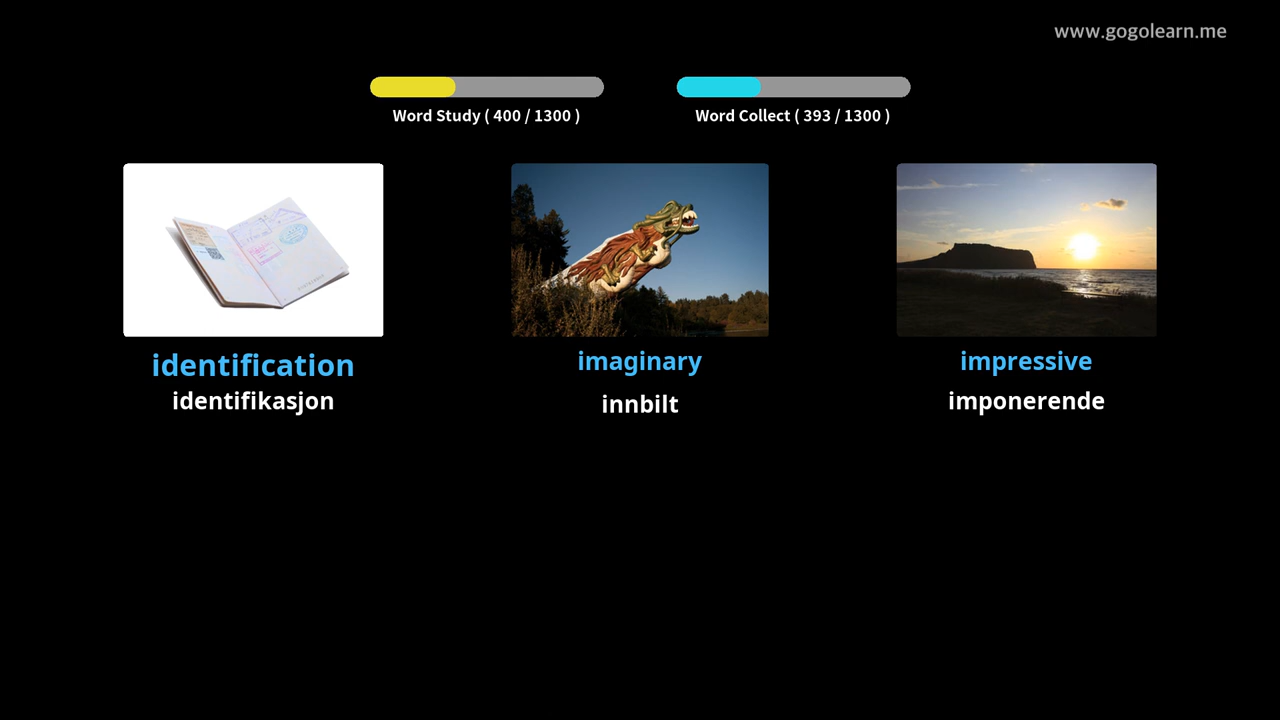 www.gogolearn.me
Word Study ( 400 / 1300 )
Word Collect ( 393 / 1300 )
identification
identifikasjon
imaginary
innbilt
impressive
imponerende